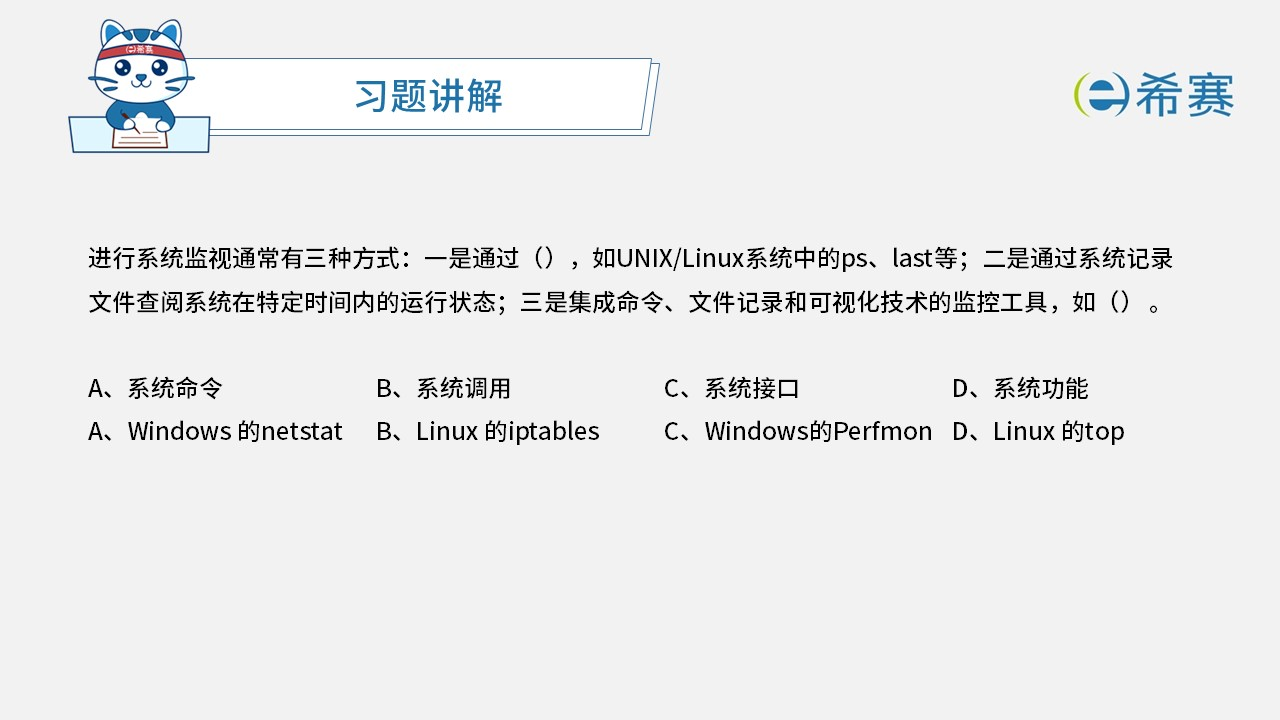 (e)希赛
习题讲解
(e)希赛
进行系统监视通常有三种方式：一是通过（），如UNIX/Linux系统中的ps、last等；二是通过系统记录
文件查阅系统在特定时间内的运行状态；三是集成命令、文件记录和可视化技术的监控工具，如（）。
A、系统命令 B、系统调用 C、系统接口 D、系统功能
A、Windows 的netstat B、Linux 的iptables C、Windows的Perfmon D、Linux 的top